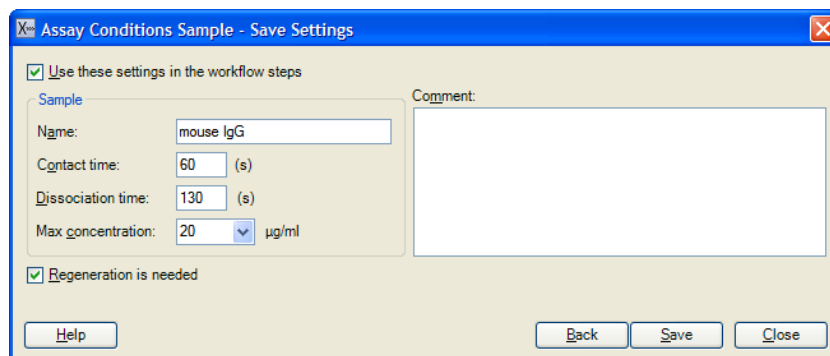 Assay Conditions Sample - Save Settings
Use these settings in the workflow steps
Sample
Name: mouse IgG
Contact time: 60 (s)
Dissociation time: 130 (s)
Max concentration: 20 µg/ml
Regeneration is needed
Comment:
Help Back Save Close